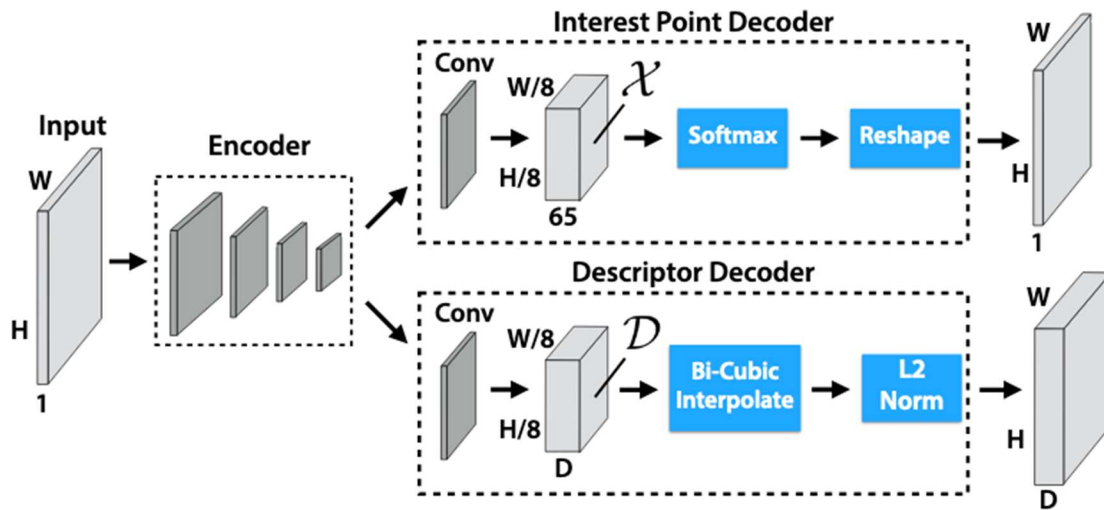 Input
W
H
1
Encoder
Interest Point Decoder
Conv
W/8
H/8
65
𝒳
Softmax
Reshape
W
H
1
Descriptor Decoder
Conv
W/8
H/8
D
𝒟
Bi-Cubic
Interpolate
L2
Norm
W
H
D